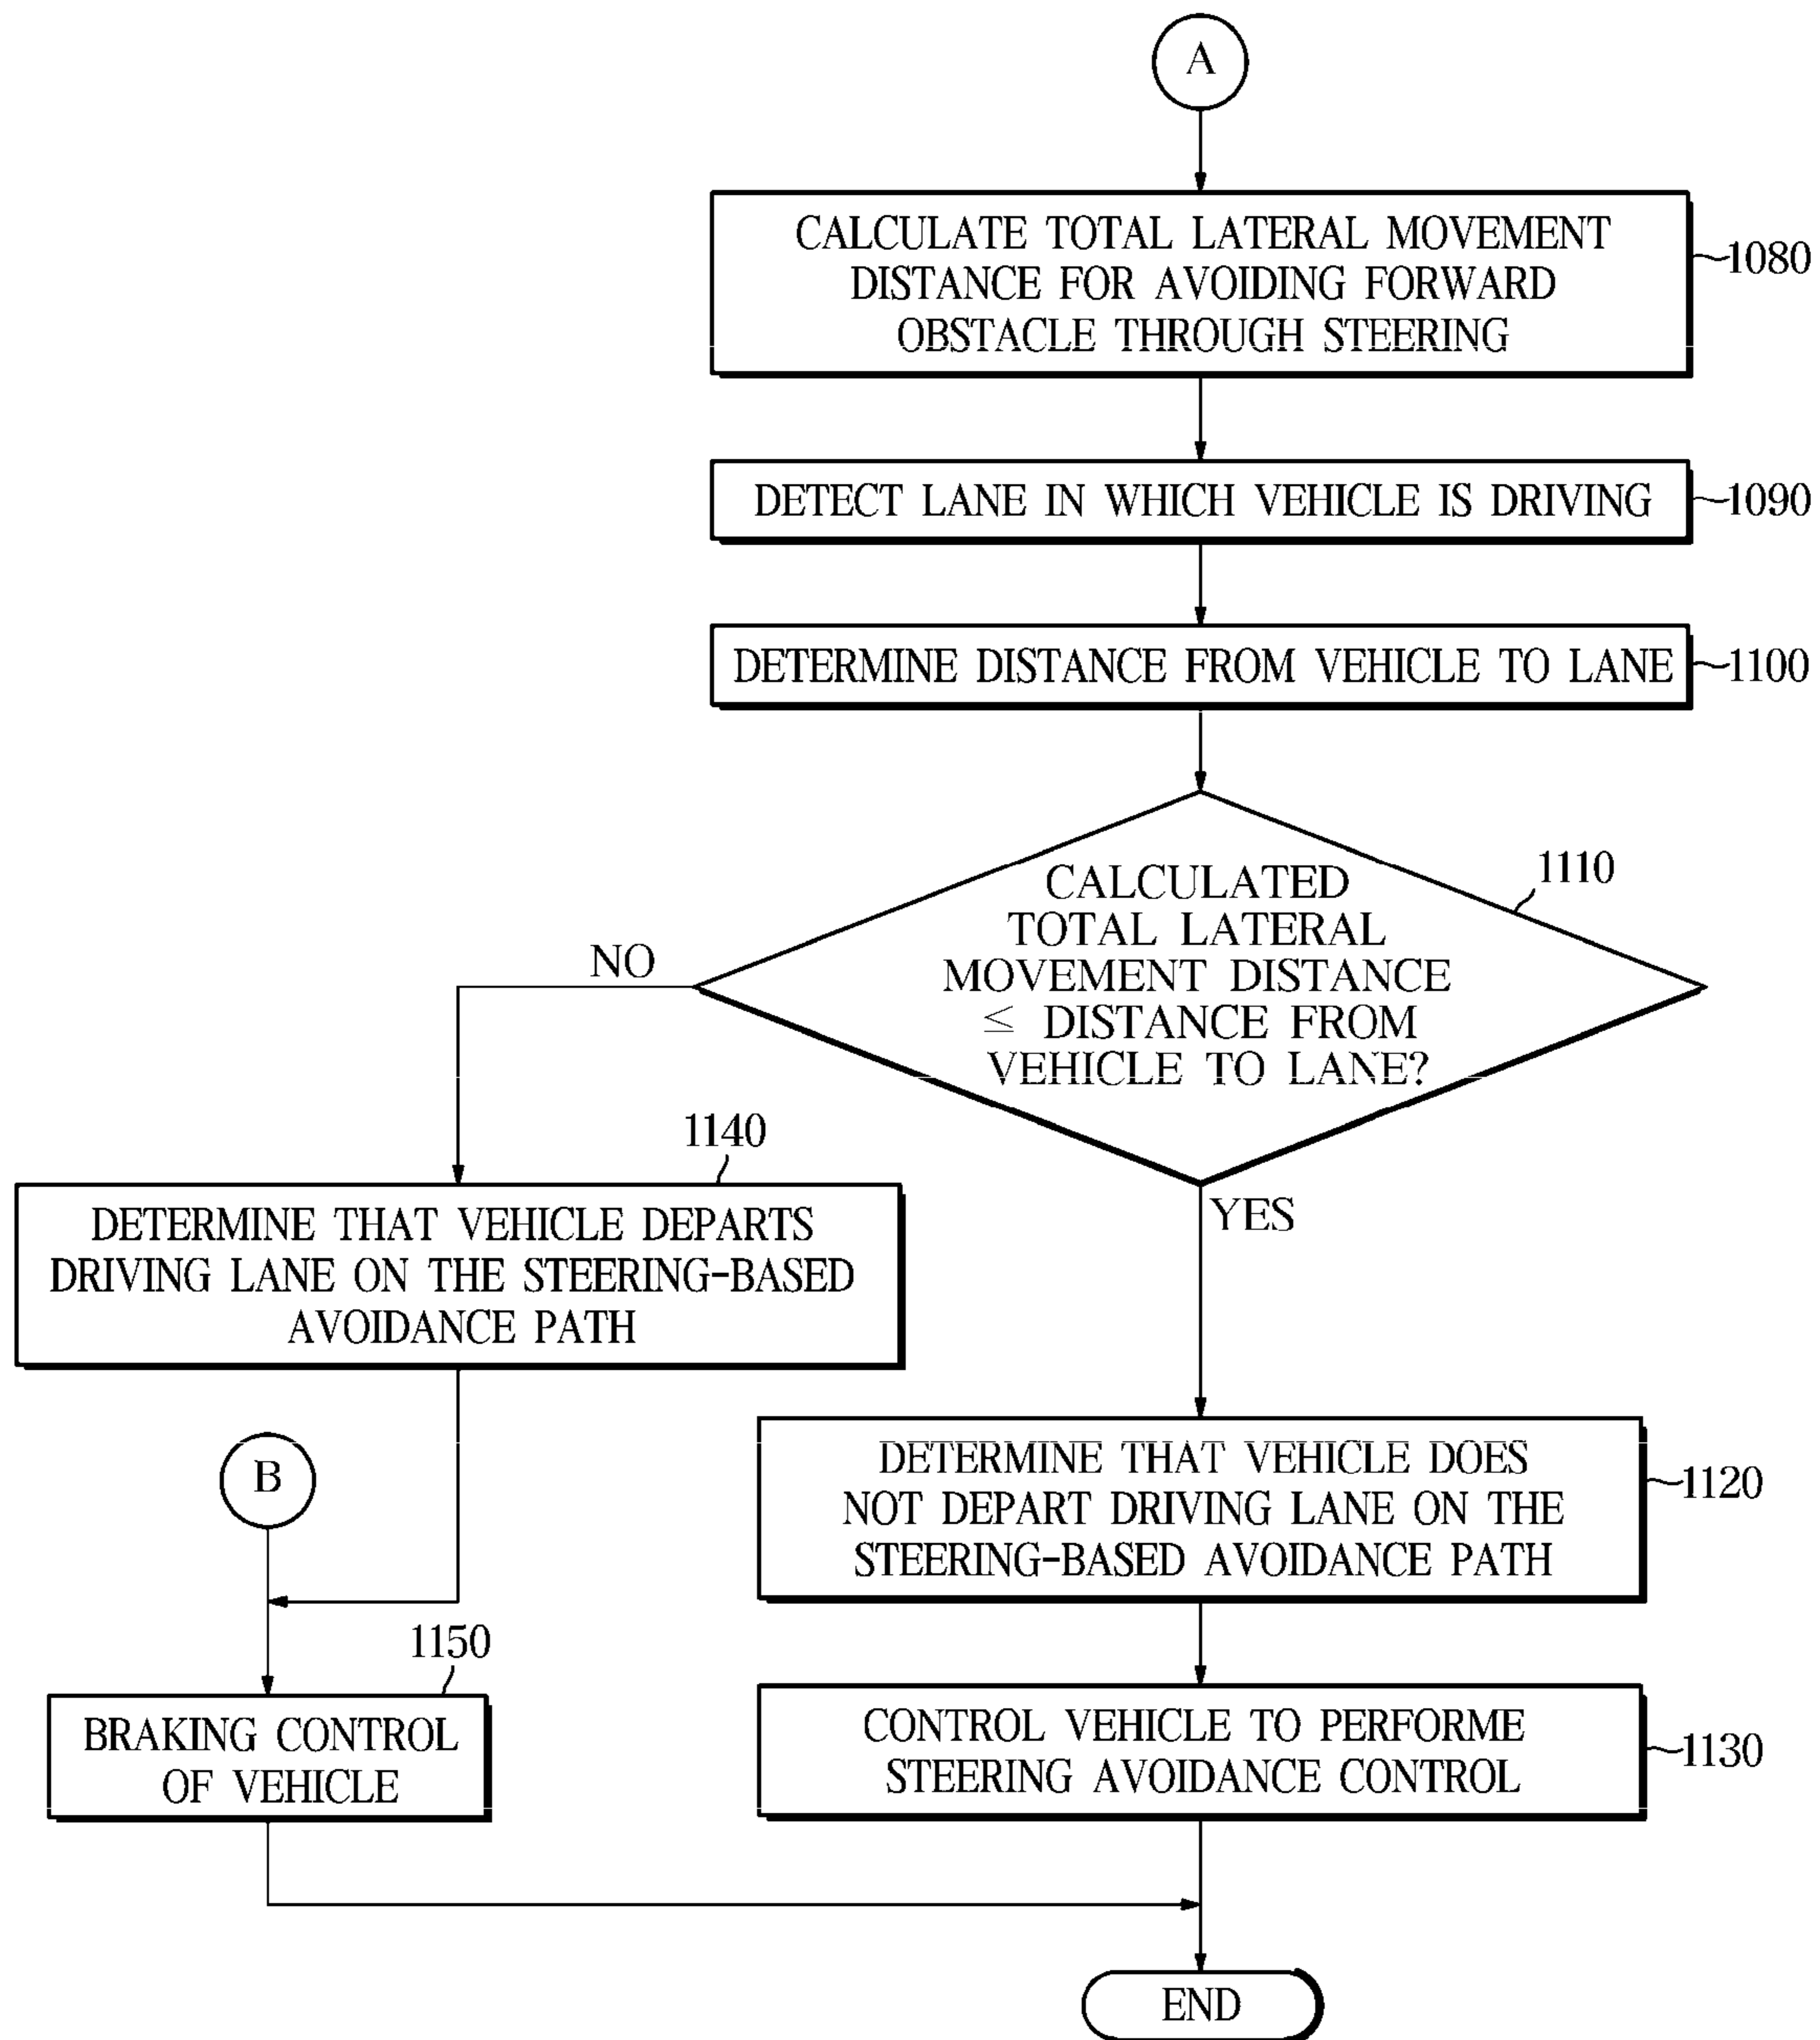 A
CALCULATE TOTAL LATERAL MOVEMENT
DISTANCE FOR AVOIDING FORWARD
OBSTACLE THROUGH STEERING
1080
DETECT LANE IN WHICH VEHICLE IS DRIVING
1090
DETERMINE DISTANCE FROM VEHICLE TO LANE
1100
CALCULATED
TOTAL LATERAL
MOVEMENT DISTANCE
≤ DISTANCE FROM
VEHICLE TO LANE?
1110
NO
YES
1140
DETERMINE THAT VEHICLE DEPARTS
DRIVING LANE ON THE STEERING-BASED
AVOIDANCE PATH
B
DETERMINE THAT VEHICLE DOES
NOT DEPART DRIVING LANE ON THE
STEERING-BASED AVOIDANCE PATH
1120
1150
BRAKING CONTROL
OF VEHICLE
CONTROL VEHICLE TO PERFORME
STEERING AVOIDANCE CONTROL
1130
END